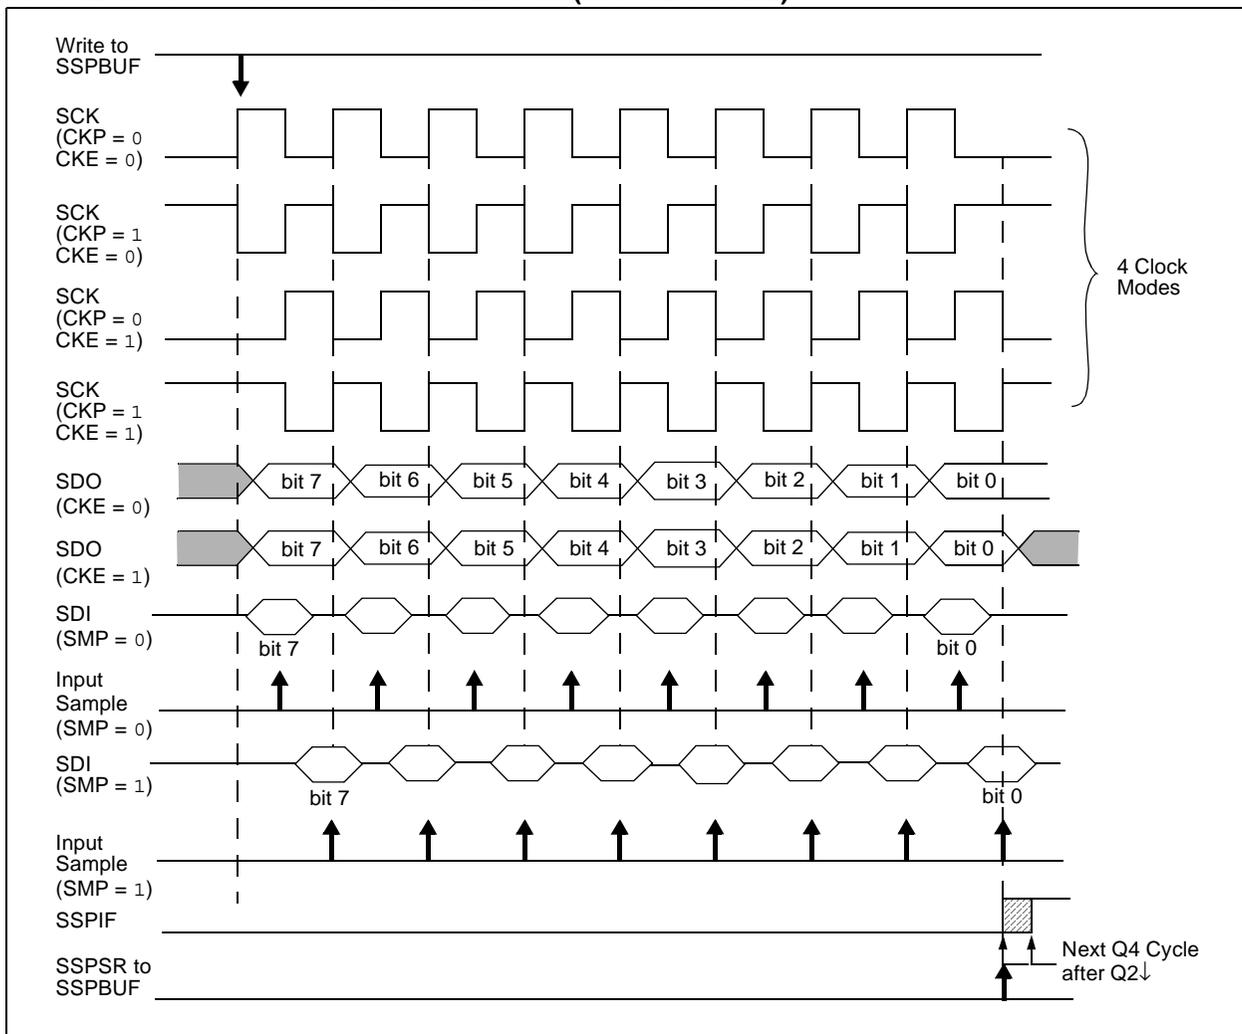 Write to
SSPBUF
SCK
(CKP = 0
CKE = 0)
SCK
(CKP = 1
CKE = 0)
4 Clock
Modes
SCK
(CKP = 0
CKE = 1)
SCK
(CKP = 1
CKE = 1)
SDO
(CKE = 0)
bit 7 bit 6 bit 5 bit 4 bit 3 bit 2 bit 1 bit 0
SDO
(CKE = 1)
bit 7 bit 6 bit 5 bit 4 bit 3 bit 2 bit 1 bit 0
SDI
(SMP = 0)
bit 7 bit 0
Input
Sample
(SMP = 0)
SDI
(SMP = 1)
bit 7 bit 0
Input
Sample
(SMP = 1)
SSPIF
Next Q4 Cycle
after Q2↓
SSPSR to
SSPBUF